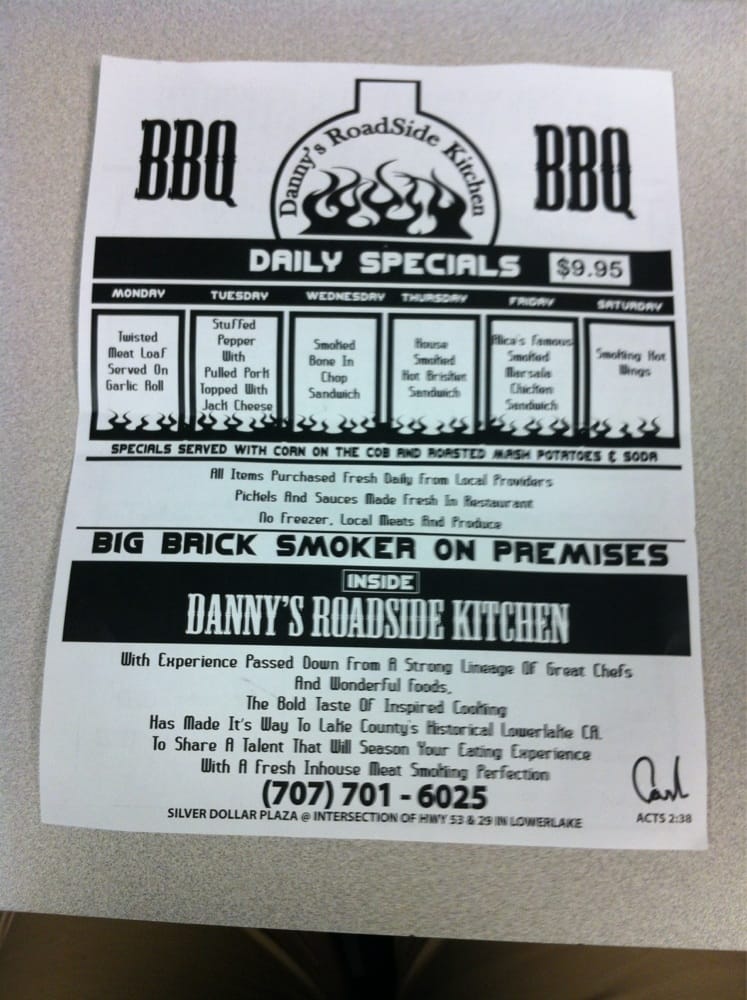 BBQ
Danny's RoadSide Kitchen
BBQ
DAILY SPECIALS $9.95
MONDAY TUESDAY WEDNESDAY THURSDAY FRIDAY SATURDAY
Twisted
Meat Loaf
Served On
Garlic Roll
Stuffed
Pepper
With
Pulled Pork
Topped With
Jack Cheese
Smoked
Bone In
Chop
Sandwich
House
Smoked
Hot Brisket
Sandwich
Alica's Famous
Smoked
Marsala
Chicken
Sandwich
Smoking Hot
Wings
SPECIALS SERVED WITH CORN ON THE COB AND ROASTED MASH POTATOES & SODA
All Items Purchased Fresh Daily From Local Providers
Pickels And Sauces Made Fresh In Restaurant
No Freezer, Local Meats And Produce
BIG BRICK SMOKER ON PREMISES
INSIDE
DANNY'S ROADSIDE KITCHEN
With Experience Passed Down From A Strong Lineage Of Great Chefs
And Wonderful Foods,
The Bold Taste Of Inspired Cooking
Has Made It's Way To Lake County's Historical Lowerlake CA.
To Share A Talent That Will Season Your Eating Experience
With A Fresh Inhouse Meat Smoking Perfection
(707) 701 - 6025
SILVER DOLLAR PLAZA @ INTERSECTION OF HWY 53 & 29 IN LOWERLAKE
ACTS 2:38